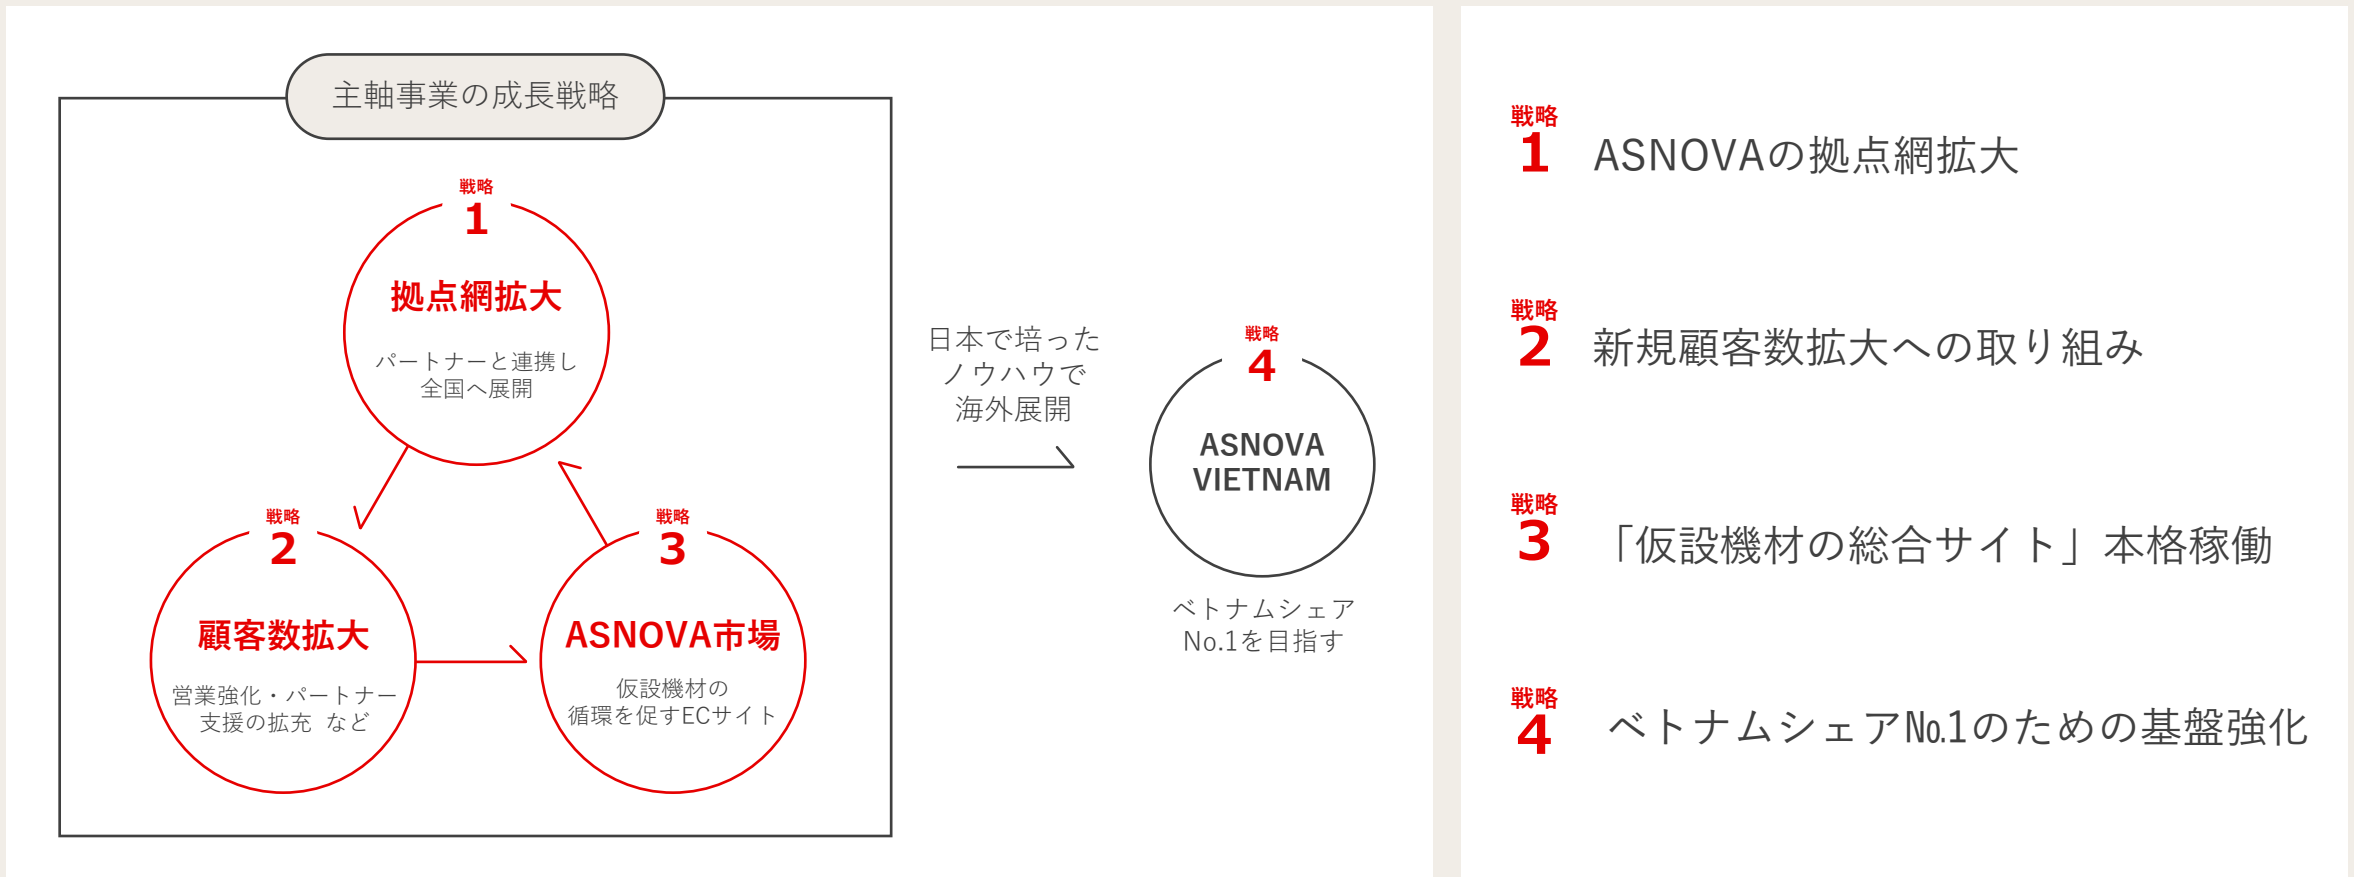 主軸事業の成長戦略
戦略
1
拠点網拡大
パートナーと連携し
全国へ展開
戦略
2
顧客数拡大
営業強化・パートナー
支援の拡充 など
戦略
3
ASNOVA市場
仮設機材の
循環を促すECサイト
日本で培った
ノウハウで
海外展開
戦略
4
ASNOVA
VIETNAM
ベトナムシェア
No.1を目指す
戦略
1
ASNOVAの拠点網拡大
戦略
2
新規顧客数拡大への取り組み
戦略
3
「仮設機材の総合サイト」本格稼働
戦略
4
ベトナムシェア№1のための基盤強化